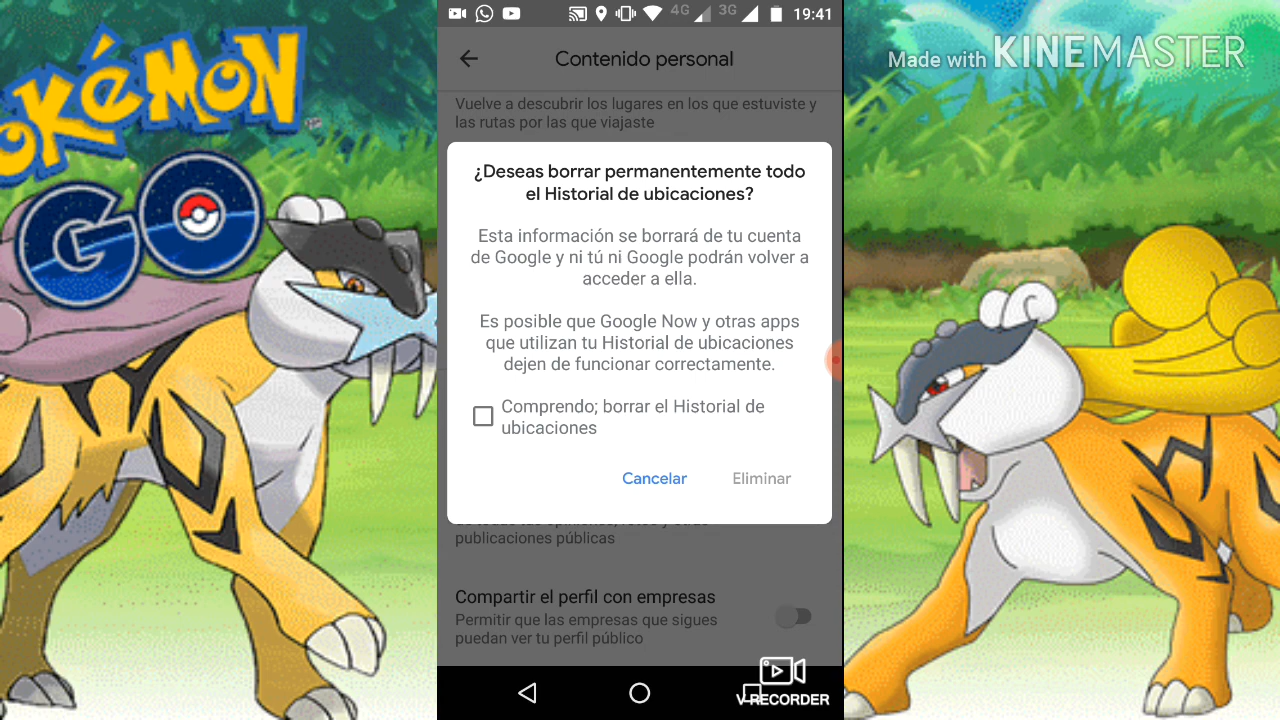 POKéMON
GO
4G
3G
19:41
Made with KINEMASTER
Contenido personal
Vuelve a descubrir los lugares en los que estuviste y
las rutas por las que viajaste
¿Deseas borrar permanentemente todo
el Historial de ubicaciones?
Esta información se borrará de tu cuenta
de Google y ni tú ni Google podrán volver a
acceder a ella.
Es posible que Google Now y otras apps
que utilizan tu Historial de ubicaciones
dejen de funcionar correctamente.
Comprendo; borrar el Historial de
ubicaciones
Cancelar
Eliminar
publicaciones públicas
Compartir el perfil con empresas
Permitir que las empresas que sigues
puedan ver tu perfil público
V RECORDER